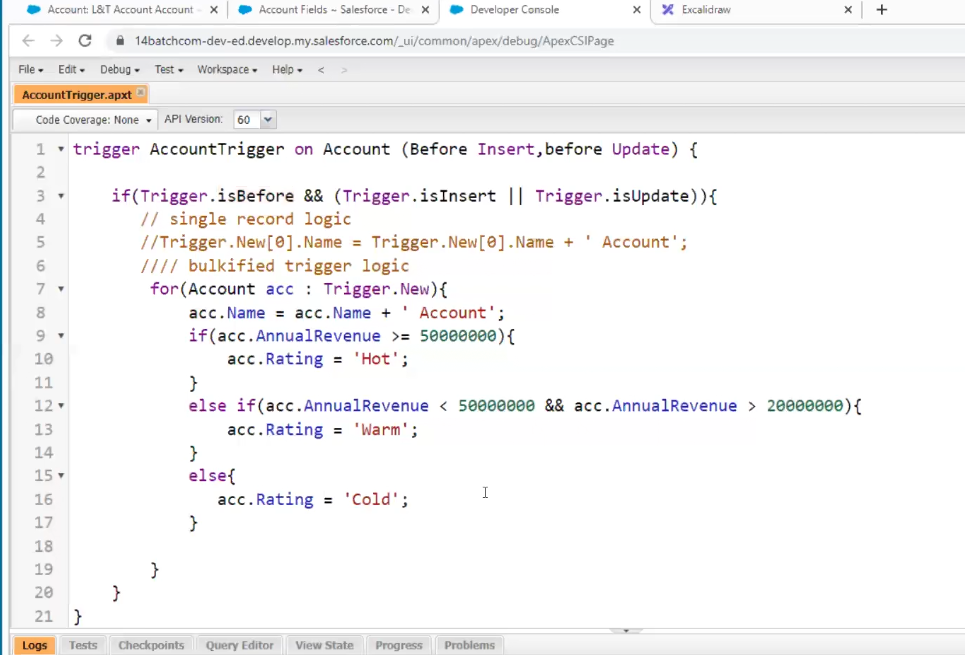 Account: L&T Account Account - Account Fields ~ Salesforce - De Developer Console Excalidraw
14batchcom-dev-ed.develop.my.salesforce.com/_ui/common/apex/debug/ApexCSIPage
File Edit Debug Test Workspace Help < >
AccountTrigger.apxt
Code Coverage: None API Version: 60
1 trigger AccountTrigger on Account (Before Insert,before Update) {
2
3 if(Trigger.isBefore && (Trigger.isInsert || Trigger.isUpdate)){
4 // single record logic
5 //Trigger.New[0].Name = Trigger.New[0].Name + ' Account';
6 //// bulkified trigger logic
7 for(Account acc : Trigger.New){
8 acc.Name = acc.Name + ' Account';
9 if(acc.AnnualRevenue >= 50000000){
10 acc.Rating = 'Hot';
11 }
12 else if(acc.AnnualRevenue < 50000000 && acc.AnnualRevenue > 20000000){
13 acc.Rating = 'Warm';
14 }
15 else{
16 acc.Rating = 'Cold';
17 }
18
19 }
20 }
21 }
Logs Tests Checkpoints Query Editor View State Progress Problems